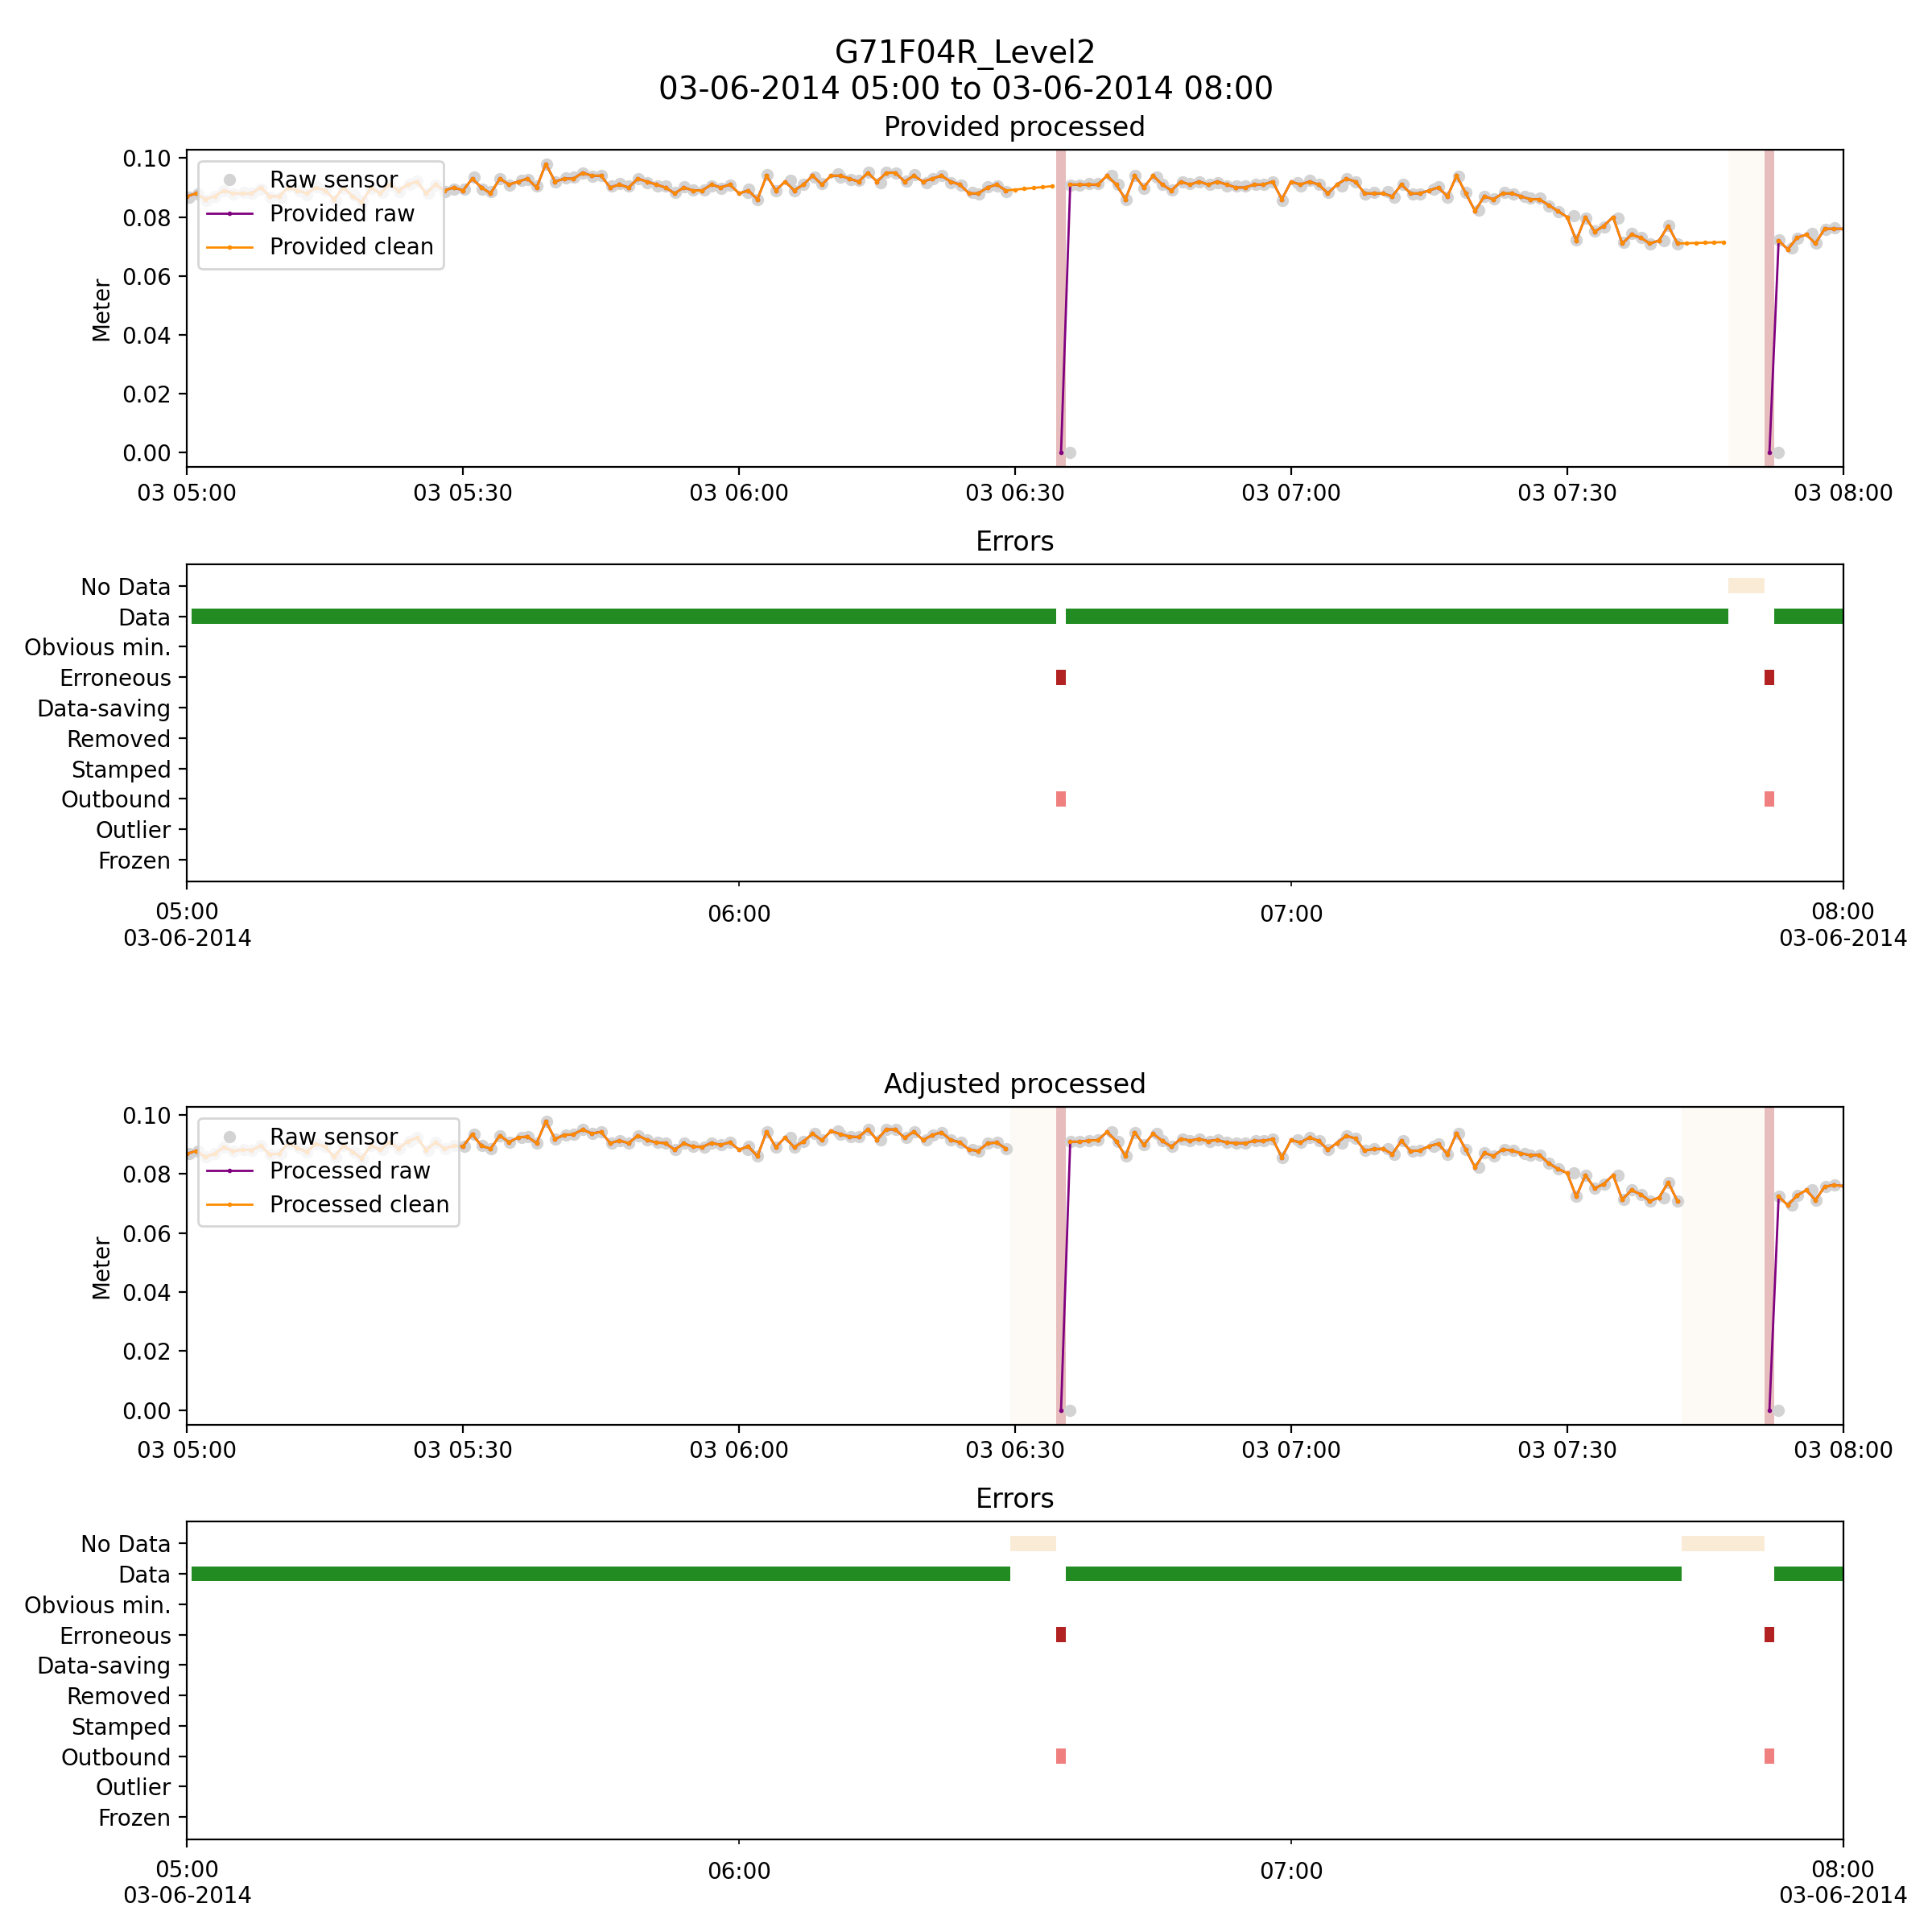 G71F04R_Level2
03-06-2014 05:00 to 03-06-2014 08:00
Provided processed
0.10
0.08
0.06
0.04
0.02
0.00
Meter
Raw sensor
Provided raw
Provided clean
03 05:00 03 05:30 03 06:00 03 06:30 03 07:00 03 07:30 03 08:00
Errors
No Data
Data
Obvious min.
Erroneous
Data-saving
Removed
Stamped
Outbound
Outlier
Frozen
05:00 06:00 07:00 08:00
03-06-2014 03-06-2014
Adjusted processed
0.10
0.08
0.06
0.04
0.02
0.00
Meter
Raw sensor
Processed raw
Processed clean
03 05:00 03 05:30 03 06:00 03 06:30 03 07:00 03 07:30 03 08:00
Errors
No Data
Data
Obvious min.
Erroneous
Data-saving
Removed
Stamped
Outbound
Outlier
Frozen
05:00 06:00 07:00 08:00
03-06-2014 03-06-2014